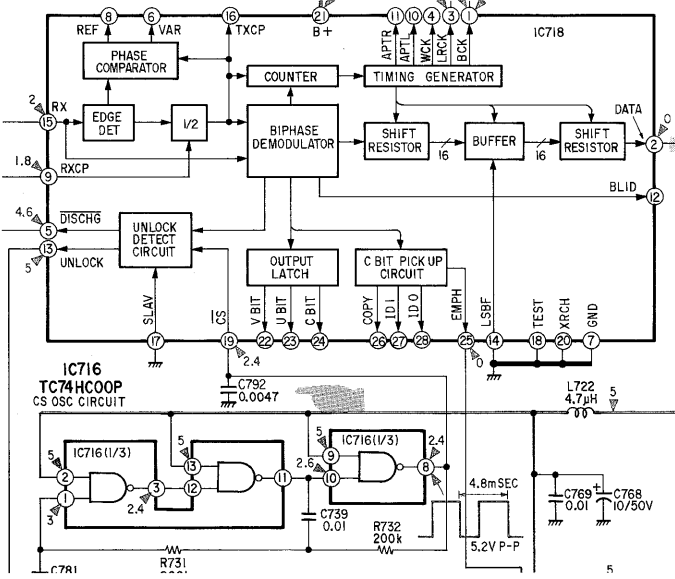 8 6 16 21 11 10 4 3 1 IC718
REF VAR TXCP B+ APTR APTL WCK LRCK BCK
PHASE
COMPARATOR
COUNTER
TIMING GENERATOR
2 RX
15
EDGE
DET
1/2
BIPHASE
DEMODULATOR
SHIFT
RESISTOR
16
BUFFER
16
SHIFT
RESISTOR
DATA
0
2
1.8
RXCP
9
BLID
12
4.6
DISCHG
5
13
5
UNLOCK
UNLOCK
DETECT
CIRCUIT
OUTPUT
LATCH
C BIT PICK UP
CIRCUIT
SLAV CS V BIT U BIT C BIT COPY ID1 ID0 EMPH LSBF TEST XRCH GND
17 19 22 23 24 26 27 28 25 14 18 20 7
2.4
0
IC716
TC74HC00P
CS OSC CIRCUIT
C792
0.0047
L722
4.7μH
5
IC716(1/3)
5
2
1
3
2.4
3
5
13
12
11
IC716(1/3)
5
9
2.6
10
2.4
8
4.8mSEC
5.2V P-P
C739
0.01
R732
200k
R731
C781
C769
0.01
+
C768
10/50V
5